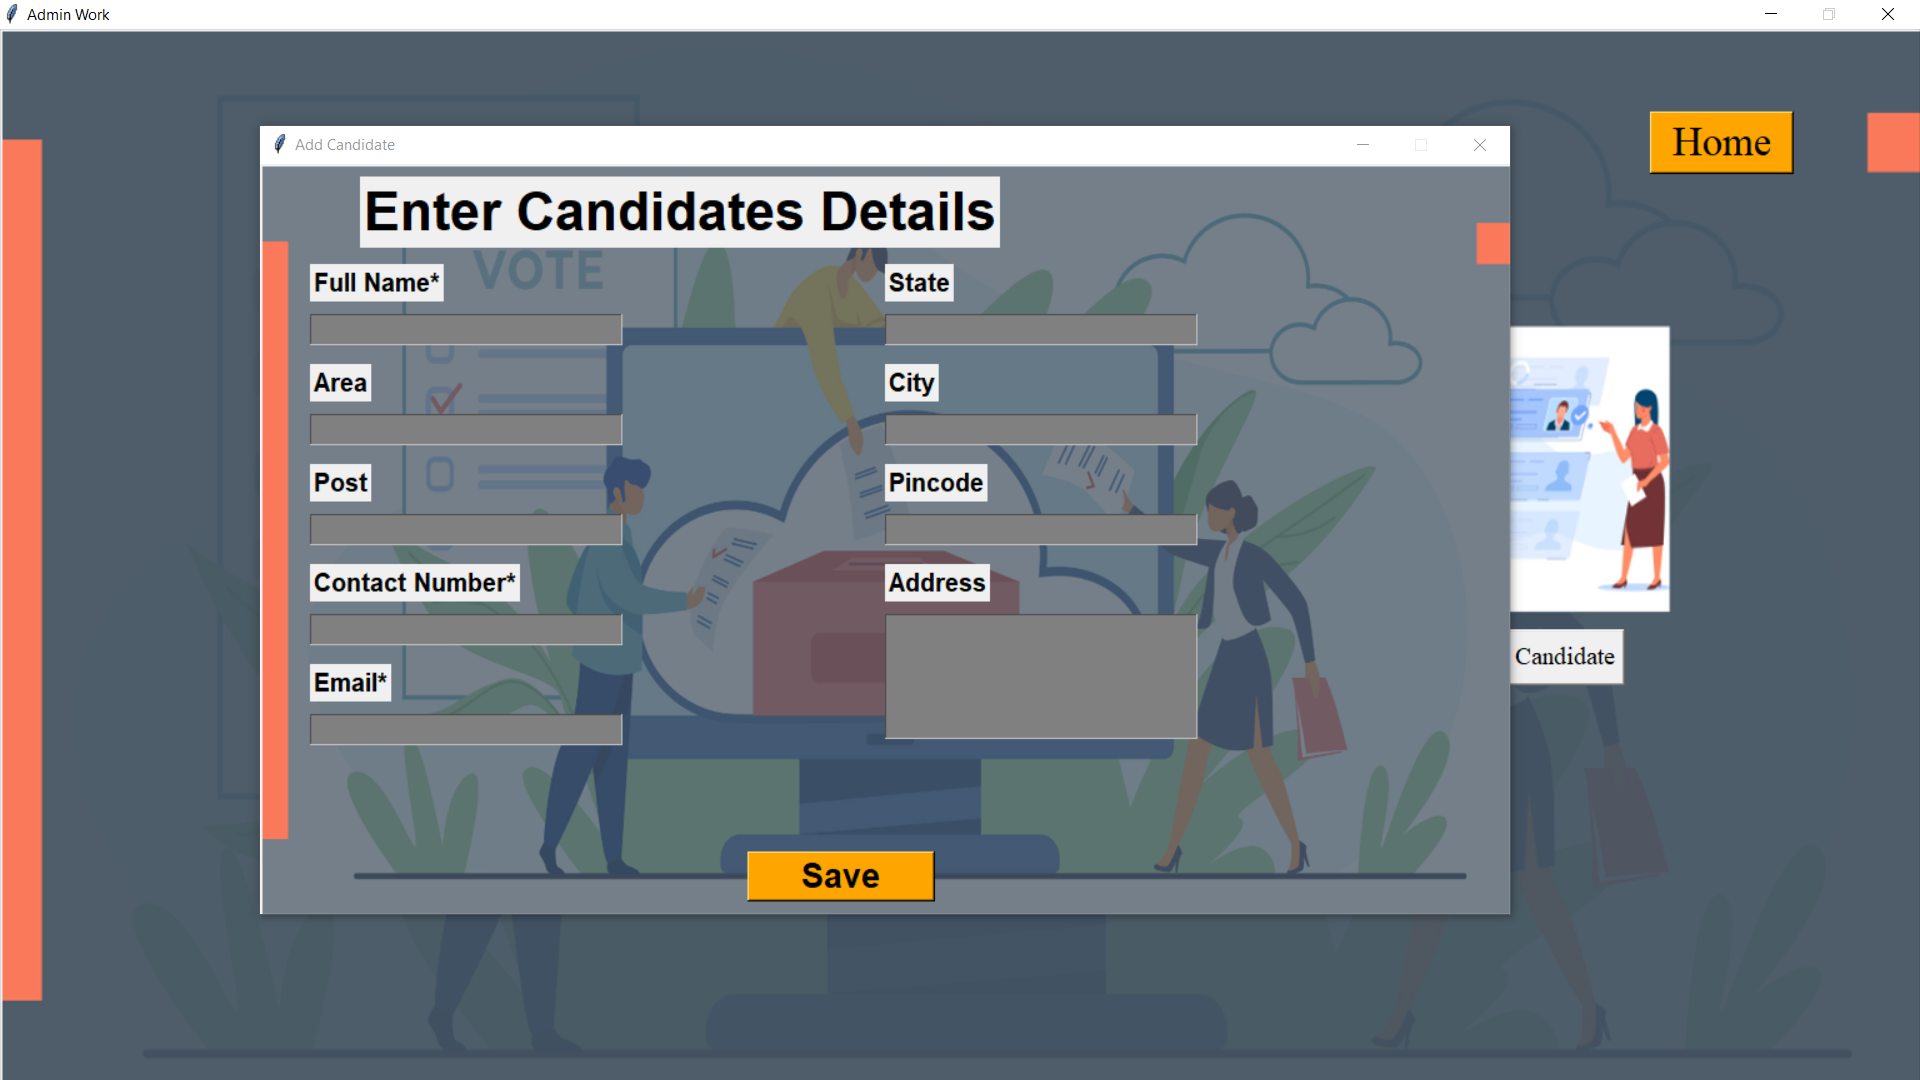 Admin Work
Home
Add Candidate
Enter Candidates Details
VOTE
Full Name*
State
Area
City
Post
Pincode
Contact Number*
Address
Email*
Save
Candidate